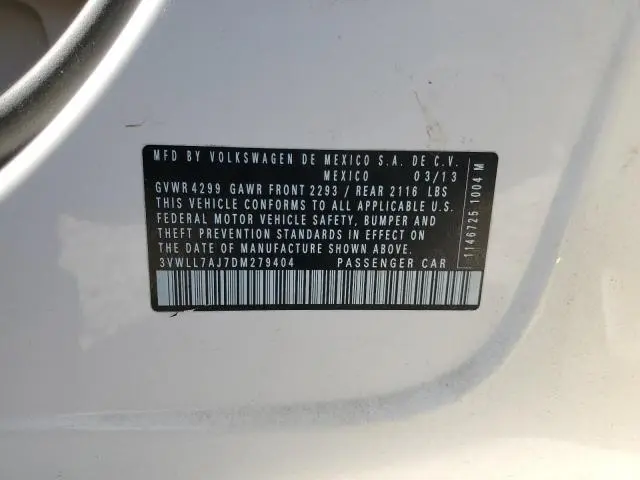 MFD BY VOLKSWAGEN DE MEXICO S.A. DE C.V.
MEXICO 03/13
GVWR 4299 GAWR FRONT 2293 / REAR 2116 LBS
THIS VEHICLE CONFORMS TO ALL APPLICABLE U.S.
FEDERAL MOTOR VEHICLE SAFETY, BUMPER AND
THEFT PREVENTION STANDARDS IN EFFECT ON
THE DATE OF MANUFACTURE SHOWN ABOVE.
3VWLL7AJ7DM279404 PASSENGER CAR
1146725 1004 M